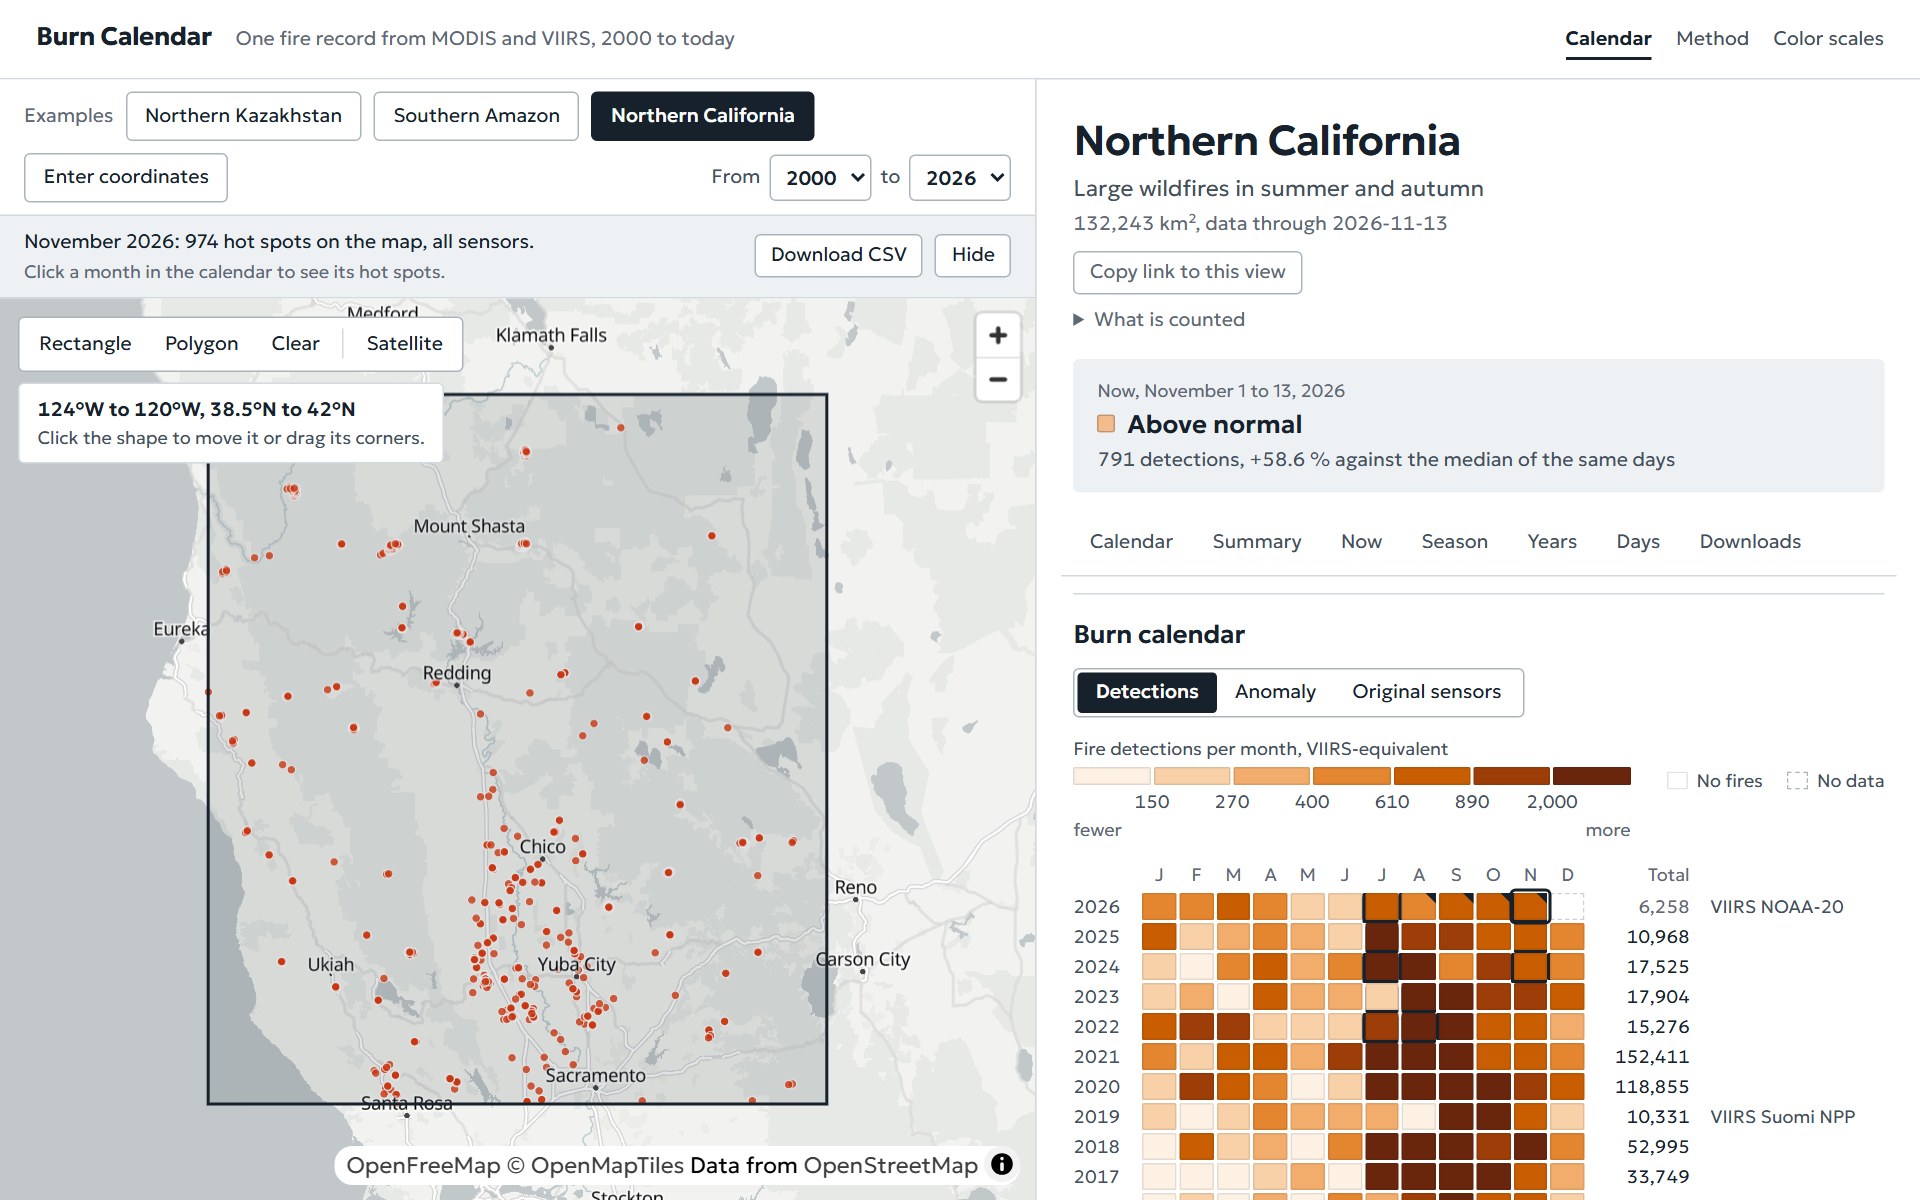 Burn Calendar One fire record from MODIS and VIIRS, 2000 to today
Calendar Method Color scales
Examples Northern Kazakhstan Southern Amazon Northern California
Enter coordinates From 2000 to 2026
November 2026: 974 hot spots on the map, all sensors.
Click a month in the calendar to see its hot spots.
Download CSV Hide
Medford
Klamath Falls
Rectangle Polygon Clear Satellite
+
−
124°W to 120°W, 38.5°N to 42°N
Click the shape to move it or drag its corners.
Mount Shasta
Eureka
Redding
Chico
Reno
Ukiah
Yuba City
Carson City
Sacramento
Santa Rosa
OpenFreeMap © OpenMapTiles Data from OpenStreetMap
Stockton
Northern California
Large wildfires in summer and autumn
132,243 km², data through 2026-11-13
Copy link to this view
What is counted
Now, November 1 to 13, 2026
Above normal
791 detections, +58.6 % against the median of the same days
Calendar Summary Now Season Years Days Downloads
Burn calendar
Detections Anomaly Original sensors
Fire detections per month, VIIRS-equivalent
No fires No data
150 270 400 610 890 2,000
fewer more
J F M A M J J A S O N D Total
2026 6,258 VIIRS NOAA-20
2025 10,968
2024 17,525
2023 17,904
2022 15,276
2021 152,411
2020 118,855
2019 10,331 VIIRS Suomi NPP
2018 52,995
2017 33,749